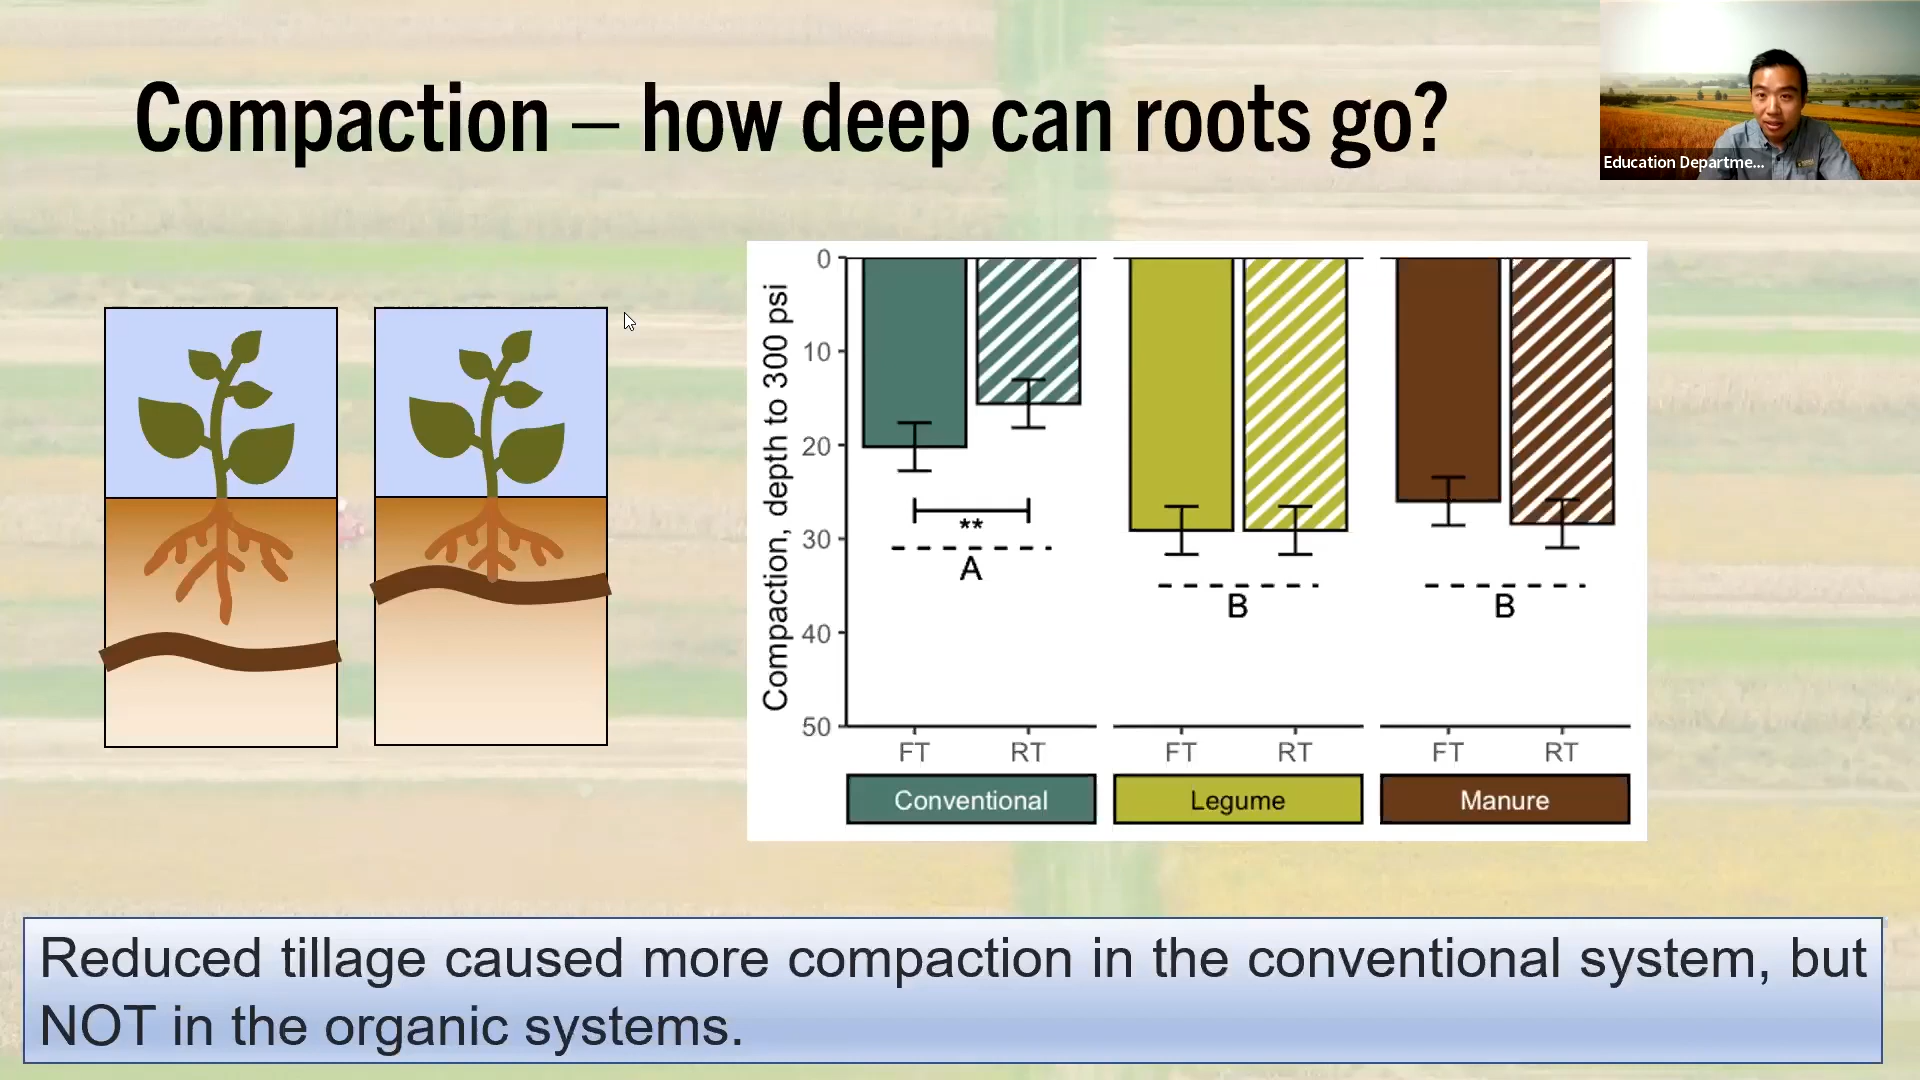 Compaction – how deep can roots go?
Education Departme...
Compaction, depth to 300 psi
0
10
20
30
40
50
**
A
B
B
FT RT FT RT FT RT
Conventional Legume Manure
Reduced tillage caused more compaction in the conventional system, but
NOT in the organic systems.